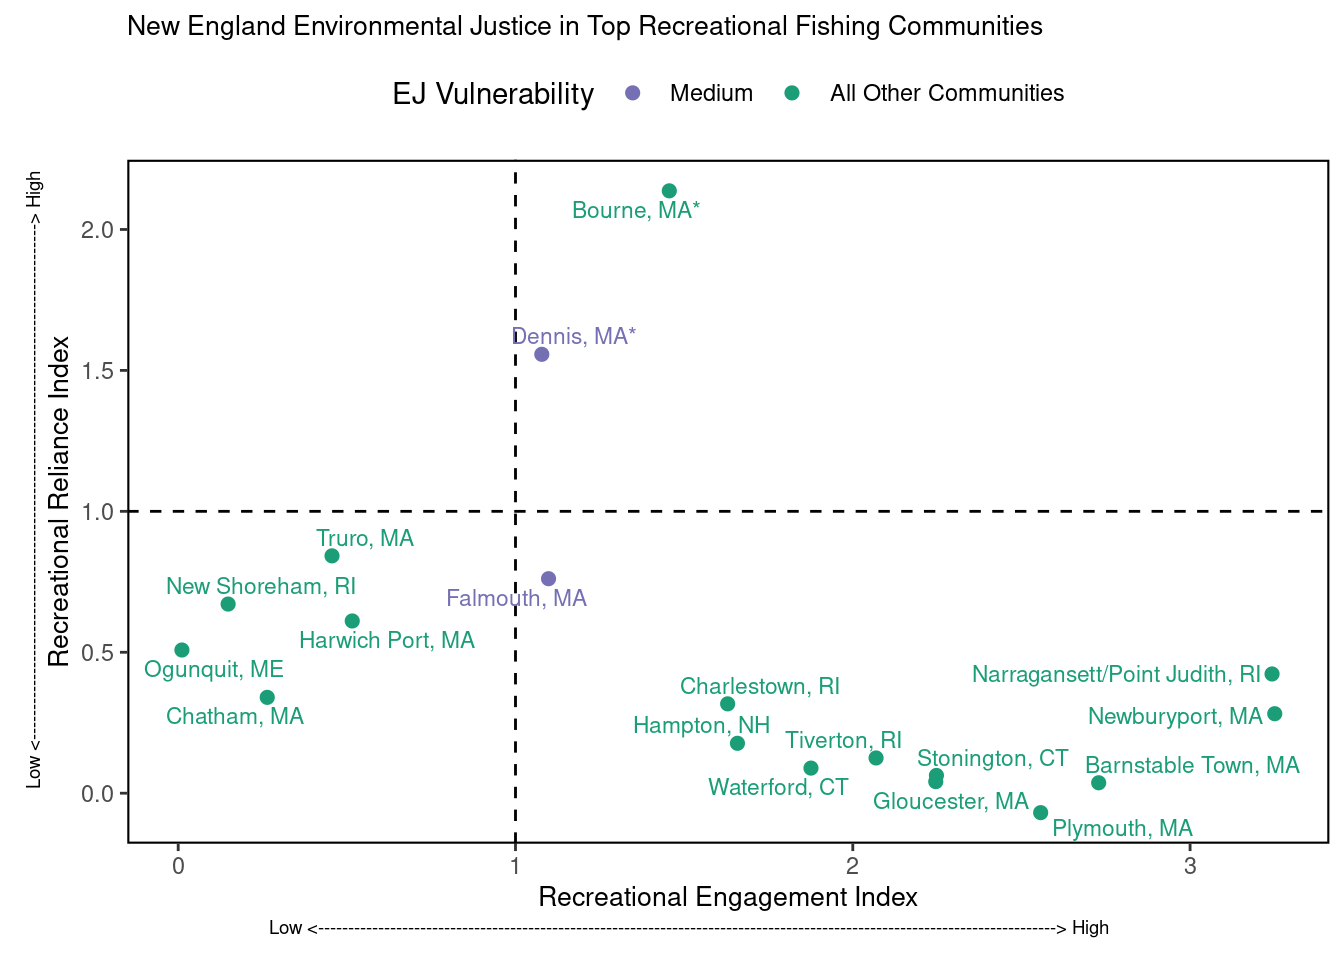 New England Environmental Justice in Top Recreational Fishing Communities
EJ Vulnerability Medium All Other Communities
Low <----------------------------------------------------------------------------> High
Recreational Reliance Index
2.0
1.5
1.0
0.5
0.0
Bourne, MA*
Dennis, MA*
Truro, MA
New Shoreham, RI
Falmouth, MA
Harwich Port, MA
Ogunquit, ME
Narragansett/Point Judith, RI
Charlestown, RI
Chatham, MA
Newburyport, MA
Hampton, NH
Tiverton, RI
Stonington, CT
Barnstable Town, MA
Waterford, CT
Gloucester, MA
Plymouth, MA
0 1 2 3
Recreational Engagement Index
Low <----------------------------------------------------------------------------------------------------------------------------> High